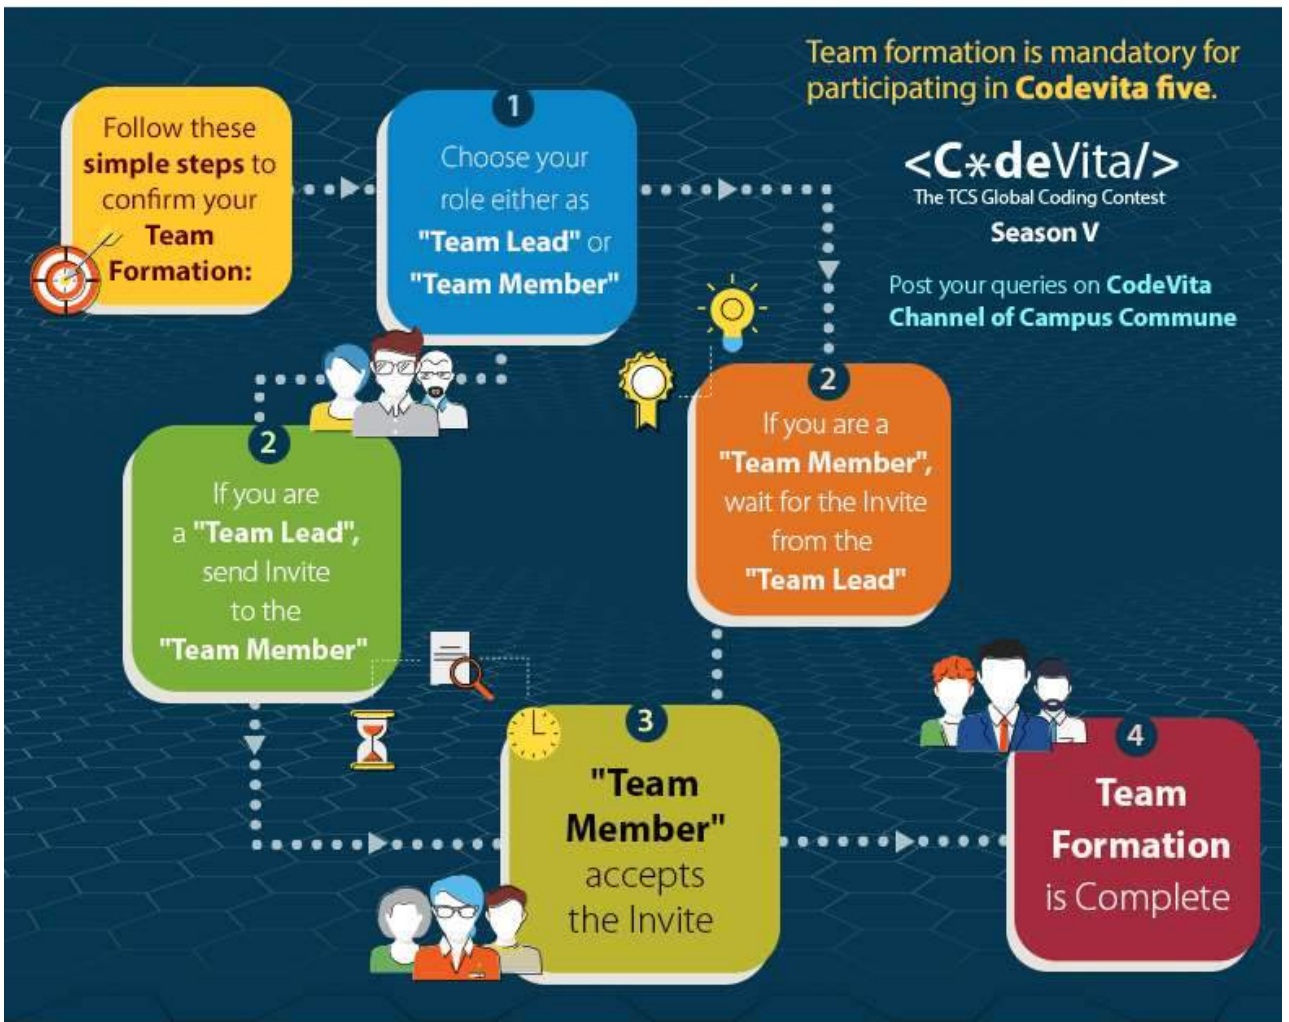 Team formation is mandatory for
participating in Codevita five.
<C*deVita/>
The TCS Global Coding Contest
Season V
Post your queries on CodeVita
Channel of Campus Commune
Follow these
simple steps to
confirm your
Team
Formation:
1
Choose your
role either as
"Team Lead" or
"Team Member"
2
If you are
a "Team Lead",
send Invite
to the
"Team Member"
2
If you are a
"Team Member",
wait for the Invite
from the
"Team Lead"
3
"Team
Member"
accepts
the Invite
4
Team
Formation
is Complete